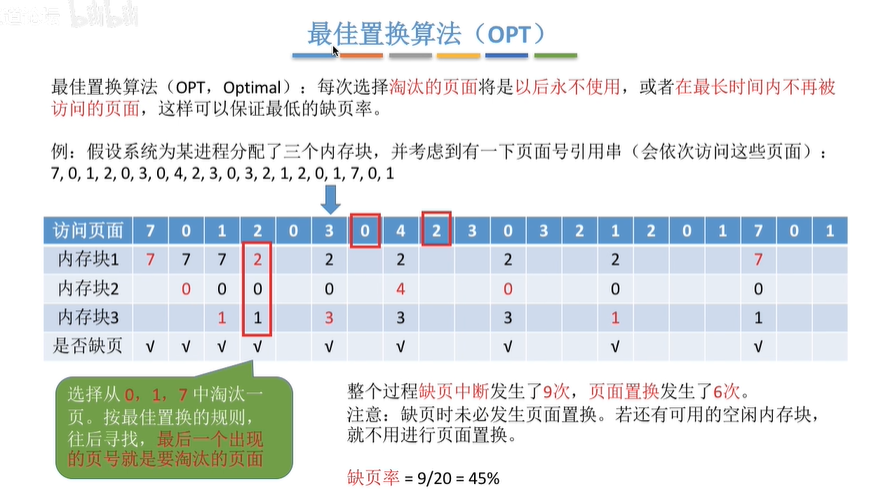 bilibili
最佳置换算法（OPT）
最佳置换算法（OPT，Optimal）：每次选择淘汰的页面将是以后永不使用，或者在最长时间内不再被
访问的页面，这样可以保证最低的缺页率。
例：假设系统为某进程分配了三个内存块，并考虑到有一下页面号引用串（会依次访问这些页面）：
7, 0, 1, 2, 0, 3, 0, 4, 2, 3, 0, 3, 2, 1, 2, 0, 1, 7, 0, 1
访问页面 7 0 1 2 0 3 0 4 2 3 0 3 2 1 2 0 1 7 0 1
内存块1 7 7 7 2 2 2 2 2 7
内存块2 0 0 0 0 4 0 0 0
内存块3 1 1 3 3 3 1 1
是否缺页 √ √ √ √ √ √ √ √ √
选择从 0，1，7 中淘汰一
页。按最佳置换的规则，
往后寻找，最后一个出现
的页号就是要淘汰的页面
整个过程缺页中断发生了9次，页面置换发生了6次。
注意：缺页时未必发生页面置换。若还有可用的空闲内存块，
就不用进行页面置换。
缺页率 = 9/20 = 45%